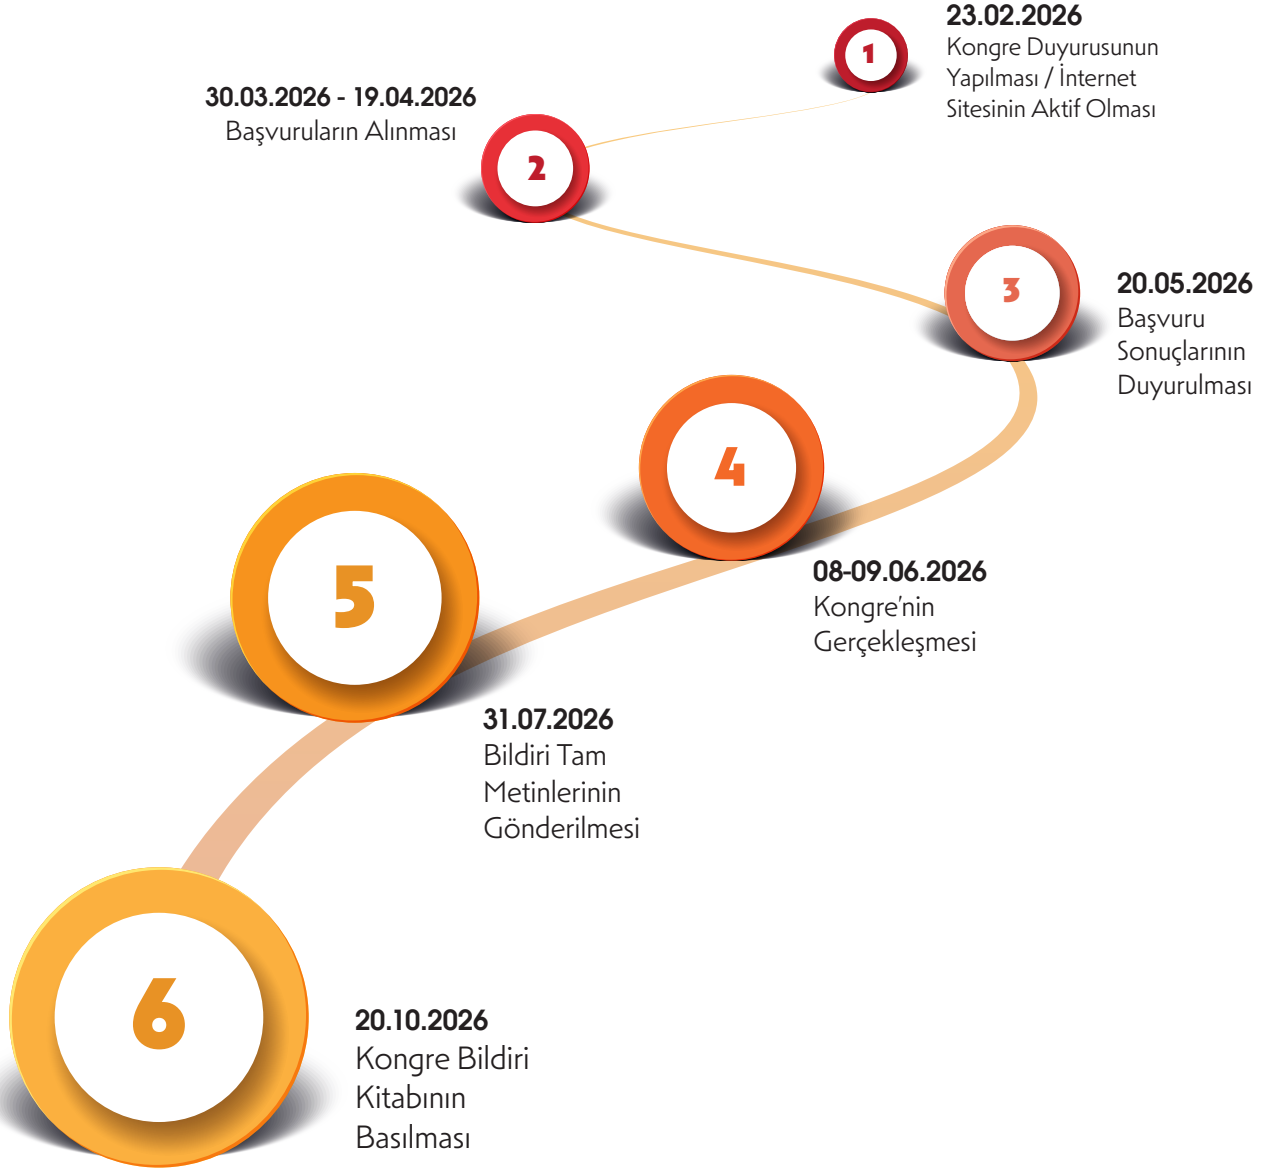 1
23.02.2026
Kongre Duyurusunun
Yapılması / İnternet
Sitesinin Aktif Olması
2
30.03.2026 - 19.04.2026
Başvuruların Alınması
3
20.05.2026
Başvuru
Sonuçlarının
Duyurulması
4
08-09.06.2026
Kongre'nin
Gerçekleşmesi
5
31.07.2026
Bildiri Tam
Metinlerinin
Gönderilmesi
6
20.10.2026
Kongre Bildiri
Kitabının
Basılması